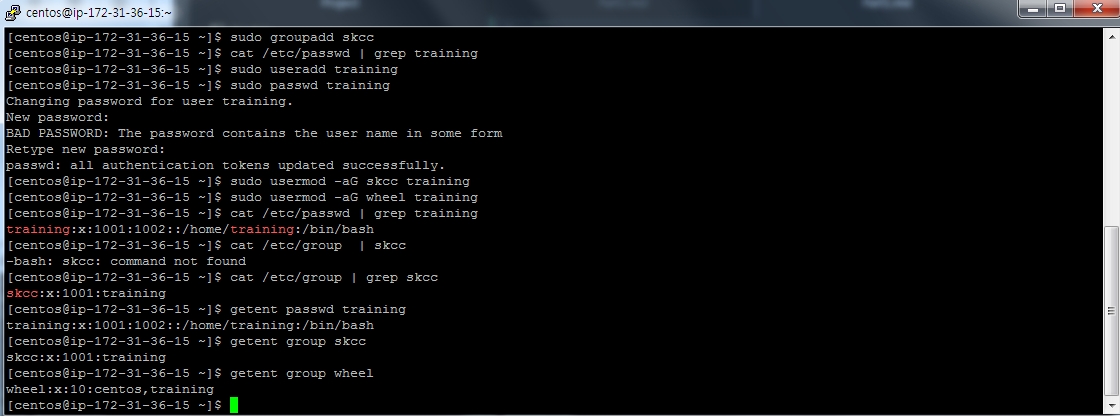 centos@ip-172-31-36-15:~
[centos@ip-172-31-36-15 ~]$ sudo groupadd skcc
[centos@ip-172-31-36-15 ~]$ cat /etc/passwd | grep training
[centos@ip-172-31-36-15 ~]$ sudo useradd training
[centos@ip-172-31-36-15 ~]$ sudo passwd training
Changing password for user training.
New password:
BAD PASSWORD: The password contains the user name in some form
Retype new password:
passwd: all authentication tokens updated successfully.
[centos@ip-172-31-36-15 ~]$ sudo usermod -aG skcc training
[centos@ip-172-31-36-15 ~]$ sudo usermod -aG wheel training
[centos@ip-172-31-36-15 ~]$ cat /etc/passwd | grep training
training:x:1001:1002::/home/training:/bin/bash
[centos@ip-172-31-36-15 ~]$ cat /etc/group  | skcc
-bash: skcc: command not found
[centos@ip-172-31-36-15 ~]$ cat /etc/group | grep skcc
skcc:x:1001:training
[centos@ip-172-31-36-15 ~]$ getent passwd training
training:x:1001:1002::/home/training:/bin/bash
[centos@ip-172-31-36-15 ~]$ getent group skcc
skcc:x:1001:training
[centos@ip-172-31-36-15 ~]$ getent group wheel
wheel:x:10:centos,training
[centos@ip-172-31-36-15 ~]$